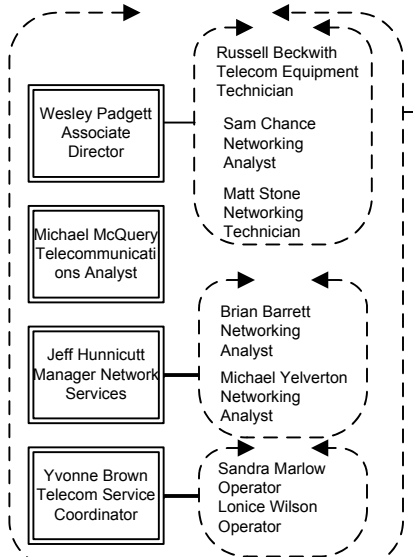 Wesley Padgett
Associate
Director
Russell Beckwith
Telecom Equipment
Technician
Sam Chance
Networking
Analyst
Matt Stone
Networking
Technician
Michael McQuery
Telecommunicati
ons Analyst
Jeff Hunnicutt
Manager Network
Services
Brian Barrett
Networking
Analyst
Michael Yelverton
Networking
Analyst
Yvonne Brown
Telecom Service
Coordinator
Sandra Marlow
Operator
Lonice Wilson
Operator